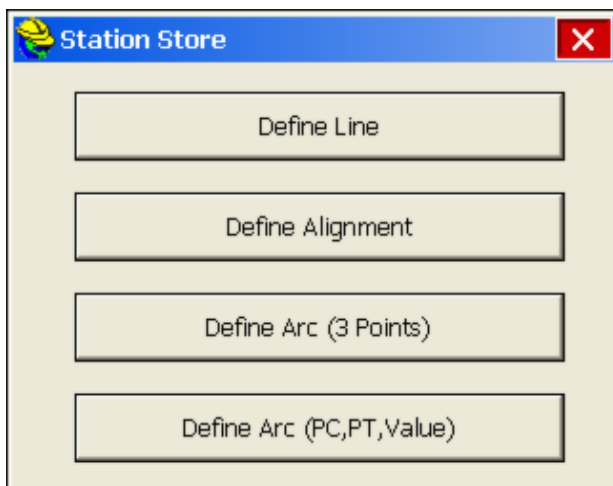 Station Store
Define Line
Define Alignment
Define Arc (3 Points)
Define Arc (PC,PT,Value)